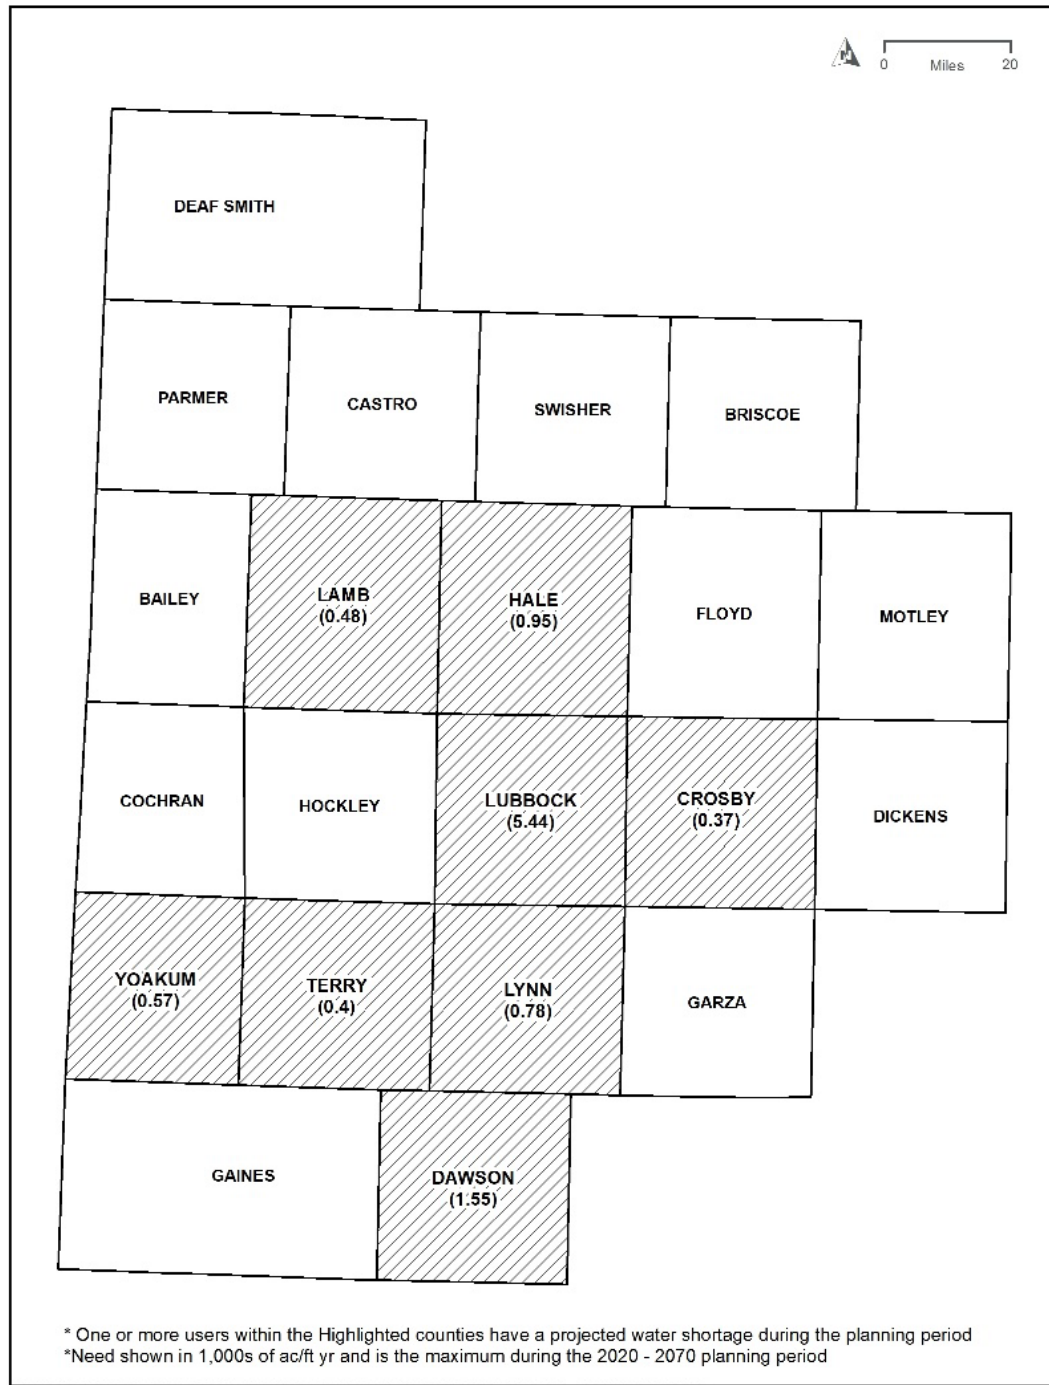 N
0 Miles 20
DEAF SMITH
PARMER
CASTRO
SWISHER
BRISCOE
BAILEY
LAMB
(0.48)
HALE
(0.95)
FLOYD
MOTLEY
COCHRAN
HOCKLEY
LUBBOCK
(5.44)
CROSBY
(0.37)
DICKENS
YOAKUM
(0.57)
TERRY
(0.4)
LYNN
(0.78)
GARZA
GAINES
DAWSON
(1.55)
* One or more users within the Highlighted counties have a projected water shortage during the planning period
*Need shown in 1,000s of ac/ft yr and is the maximum during the 2020 - 2070 planning period